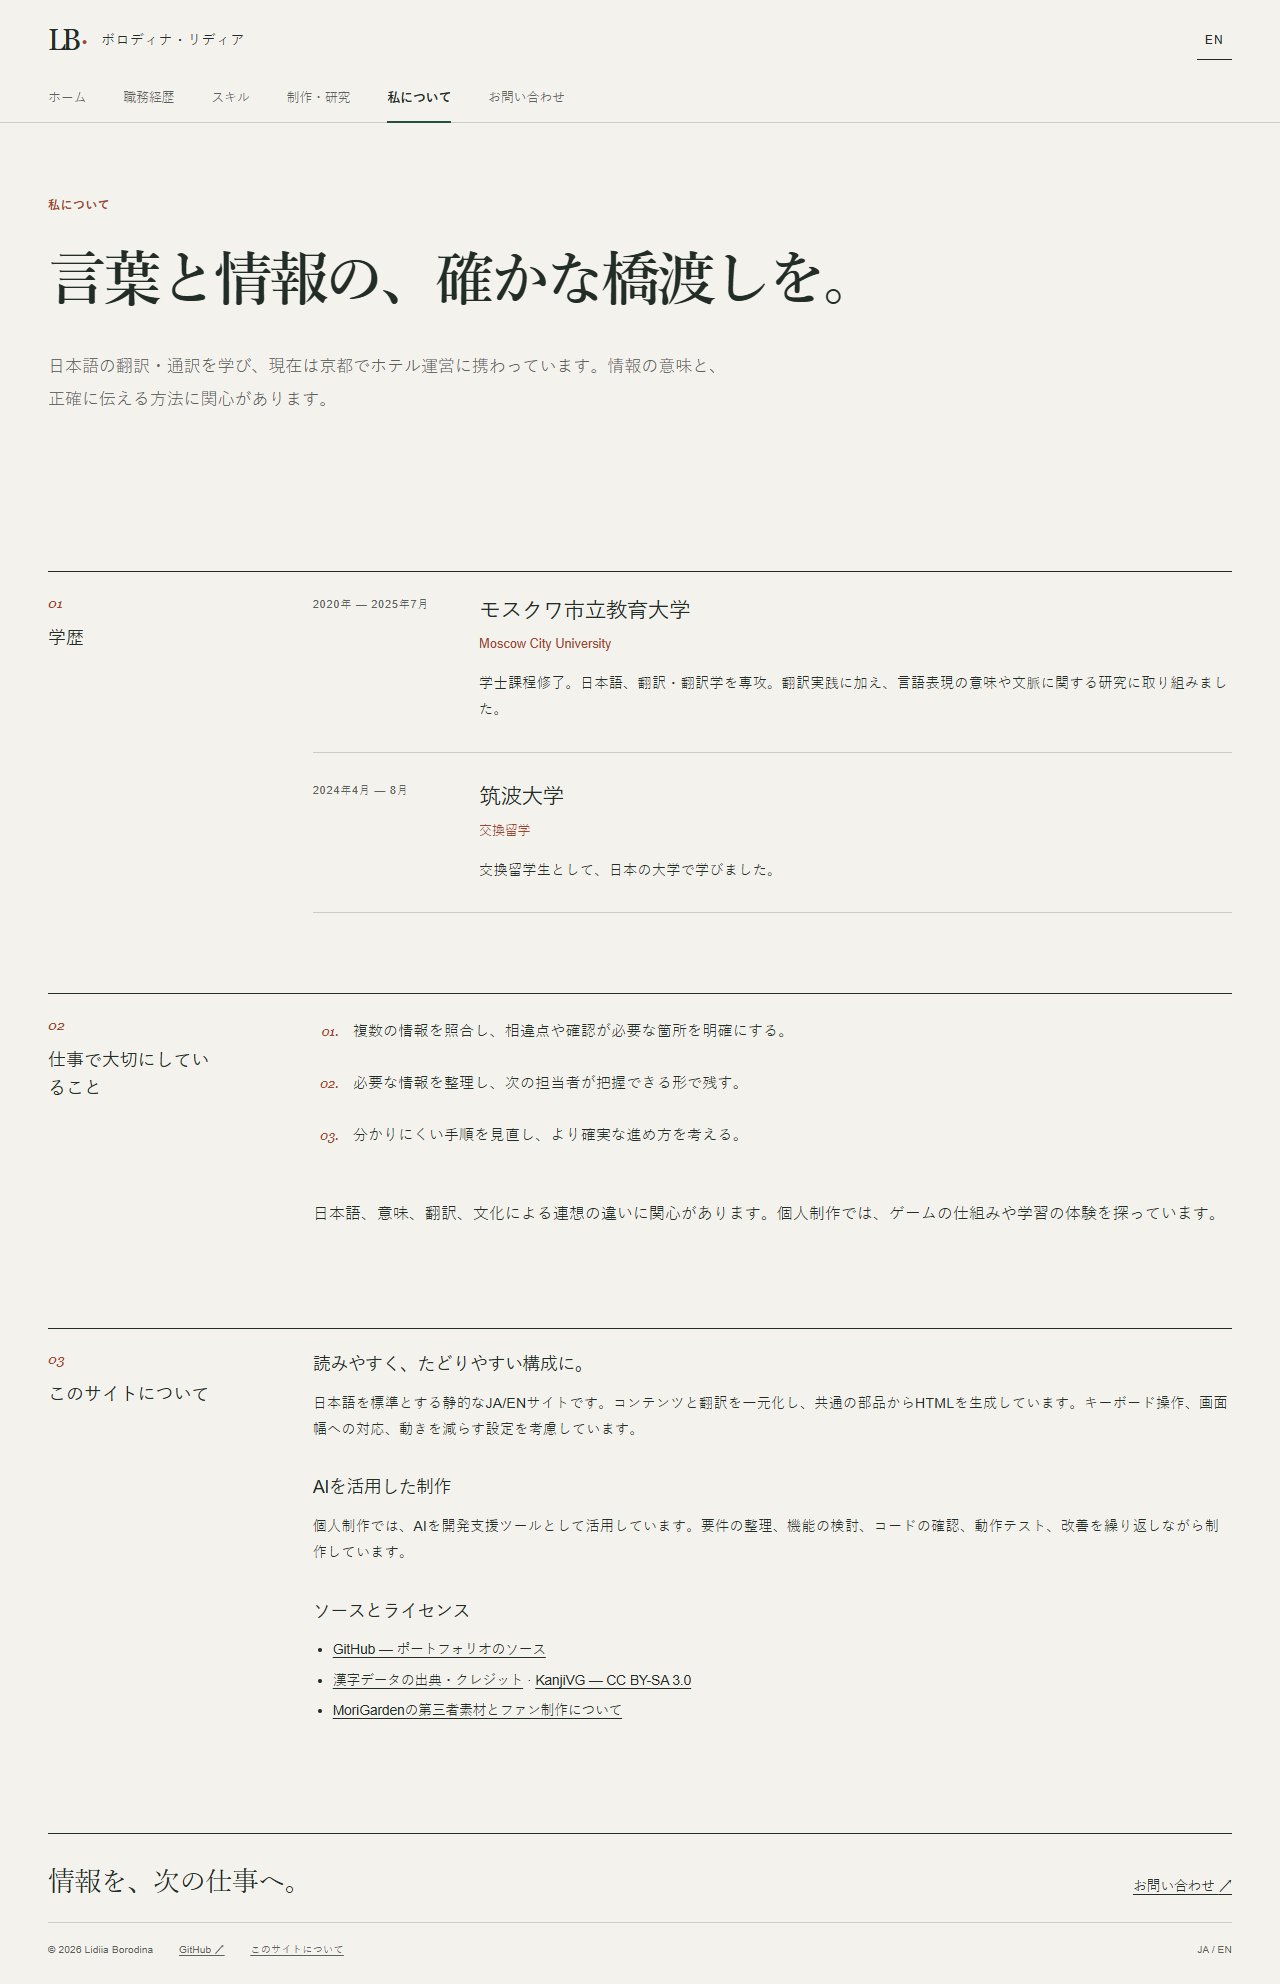 LB· ボロディナ・リディア
EN
ホーム 職務経歴 スキル 制作・研究 私について お問い合わせ
私について
言葉と情報の、確かな橋渡しを。
日本語の翻訳・通訳を学び、現在は京都でホテル運営に携わっています。情報の意味と、
正確に伝える方法に関心があります。
01
学歴
2020年 — 2025年7月
モスクワ市立教育大学
Moscow City University
学士課程修了。日本語、翻訳・翻訳学を専攻。翻訳実践に加え、言語表現の意味や文脈に関する研究に取り組みまし
た。
2024年4月 — 8月
筑波大学
交換留学
交換留学生として、日本の大学で学びました。
02
仕事で大切にしてい
ること
01. 複数の情報を照合し、相違点や確認が必要な箇所を明確にする。
02. 必要な情報を整理し、次の担当者が把握できる形で残す。
03. 分かりにくい手順を見直し、より確実な進め方を考える。
日本語、意味、翻訳、文化による連想の違いに関心があります。個人制作では、ゲームの仕組みや学習の体験を探っています。
03
このサイトについて
読みやすく、たどりやすい構成に。
日本語を標準とする静的なJA/ENサイトです。コンテンツと翻訳を一元化し、共通の部品からHTMLを生成しています。キーボード操作、画面
幅への対応、動きを減らす設定を考慮しています。
AIを活用した制作
個人制作では、AIを開発支援ツールとして活用しています。要件の整理、機能の検討、コードの確認、動作テスト、改善を繰り返しながら制
作しています。
ソースとライセンス
• GitHub — ポートフォリオのソース
• 漢字データの出典・クレジット · KanjiVG — CC BY-SA 3.0
• MoriGardenの第三者素材とファン制作について
情報を、次の仕事へ。
お問い合わせ ↗
© 2026 Lidiia Borodina GitHub ↗ このサイトについて
JA / EN